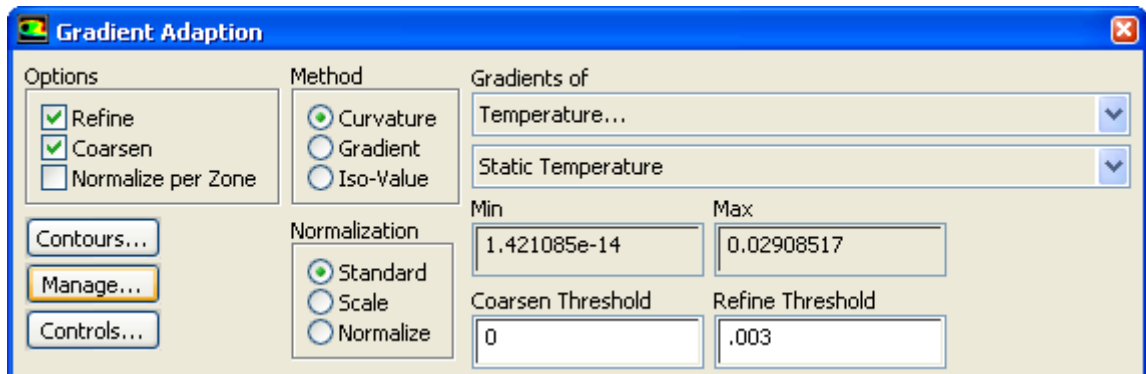 Gradient Adaption
Options
Refine
Coarsen
Normalize per Zone
Contours...
Manage...
Controls...
Method
Curvature
Gradient
Iso-Value
Normalization
Standard
Scale
Normalize
Gradients of
Temperature...
Static Temperature
Min Max
1.421085e-14 0.02908517
Coarsen Threshold Refine Threshold
0 .003